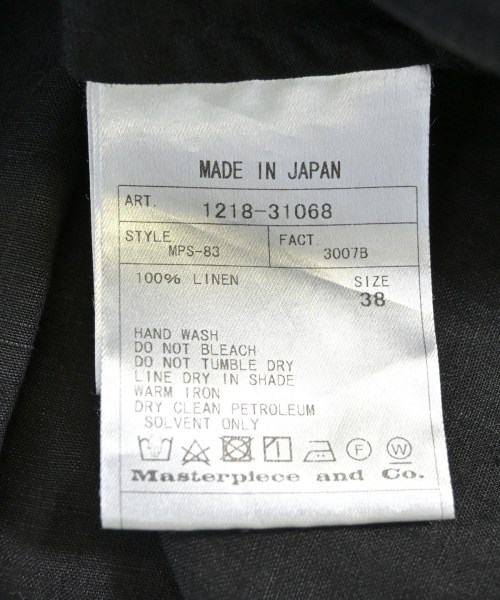 MADE IN JAPAN
ART. 1218-31068
STYLE MPS-83 FACT. 3007B
100% LINEN SIZE
38
HAND WASH
DO NOT BLEACH
DO NOT TUMBLE DRY
LINE DRY IN SHADE
WARM IRON
DRY CLEAN PETROLEUM
SOLVENT ONLY
F W
Masterpiece and Co.